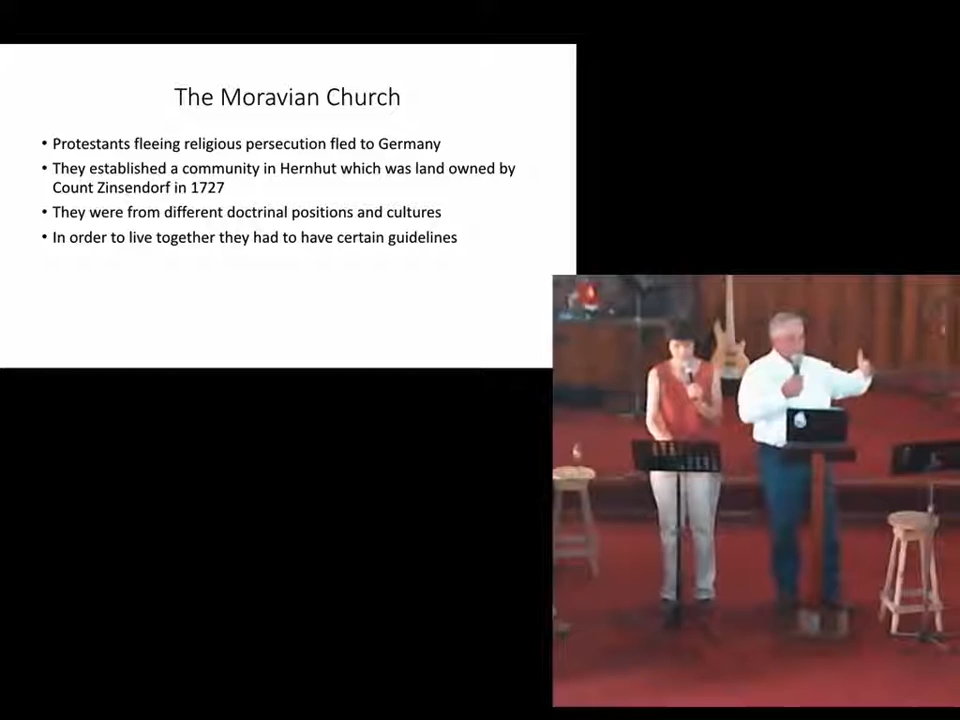 The Moravian Church
• Protestants fleeing religious persecution fled to Germany
• They established a community in Hernhut which was land owned by
Count Zinsendorf in 1727
• They were from different doctrinal positions and cultures
• In order to live together they had to have certain guidelines